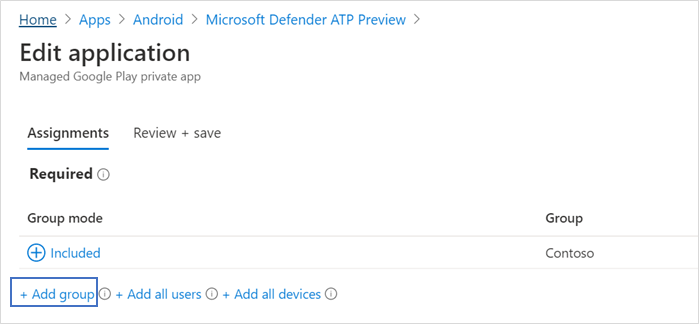 Home > Apps > Android > Microsoft Defender ATP Preview >
Edit application
Managed Google Play private app
Assignments Review + save
Required
Group mode Group
Included Contoso
+ Add group + Add all users + Add all devices